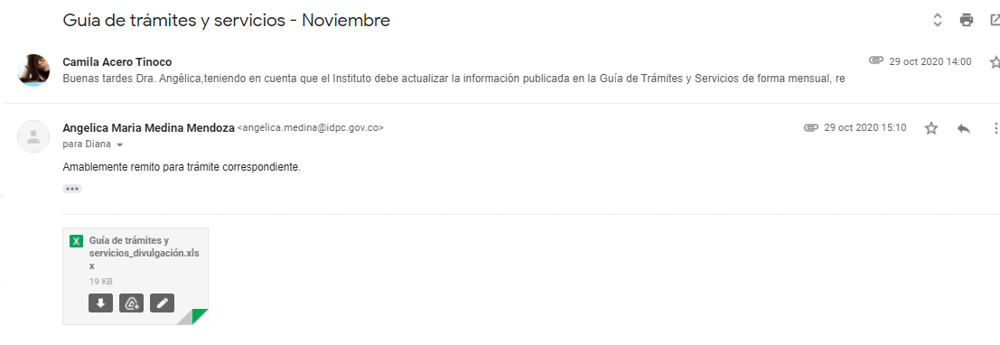 Guía de trámites y servicios - Noviembre
Camila Acero Tinoco
29 oct 2020 14:00
Buenas tardes Dra. Angélica,teniendo en cuenta que el Instituto debe actualizar la información publicada en la Guía de Trámites y Servicios de forma mensual, re
Angelica Maria Medina Mendoza <angelica.medina@idpc.gov.co>
29 oct 2020 15:10
para Diana
Amablemente remito para trámite correspondiente.
Guía de trámites y
servicios_divulgación.xls
x
19 KB